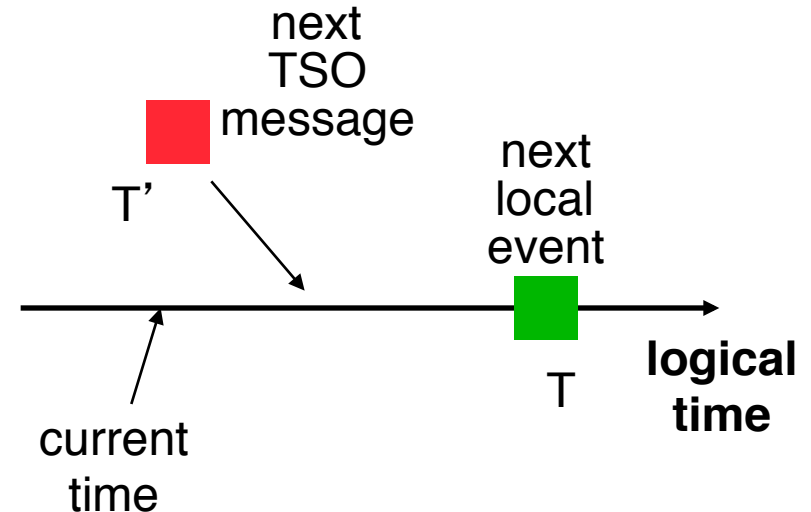 next
TSO
message
T’
next
local
event
T
logical
time
current
time